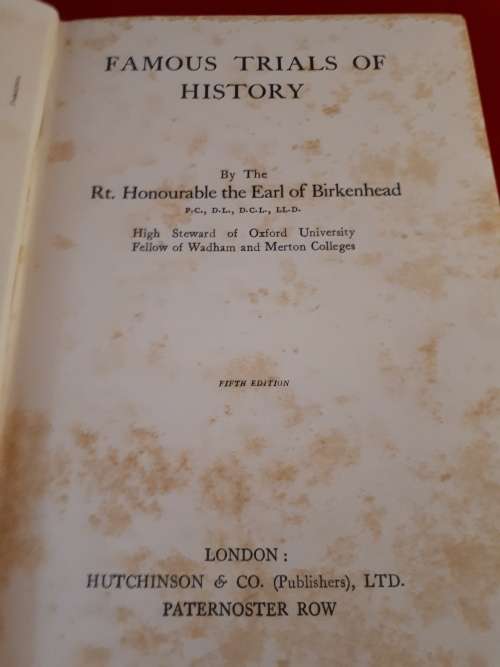 FAMOUS TRIALS OF
HISTORY
By The
Rt. Honourable the Earl of Birkenhead
P.C., D.L., D.C.L., LL.D.
High Steward of Oxford University
Fellow of Wadham and Merton Colleges
FIFTH EDITION
LONDON :
HUTCHINSON & CO. (Publishers), LTD.
PATERNOSTER ROW